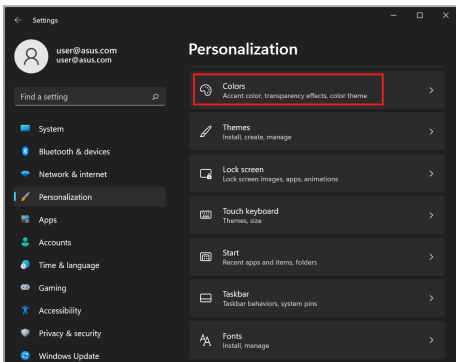 Settings
user@asus.com
user@asus.com
Find a setting
System
Bluetooth & devices
Network & internet
Personalization
Apps
Accounts
Time & language
Gaming
Accessibility
Privacy & security
Windows Update
Personalization
Colors
Accent color, transparency effects, color theme
Themes
Install, create, manage
Lock screen
Lock screen images, apps, animations
Touch keyboard
Themes, size
Start
Recent apps and items, folders
Taskbar
Taskbar behaviors, system pins
Fonts
Install, manage